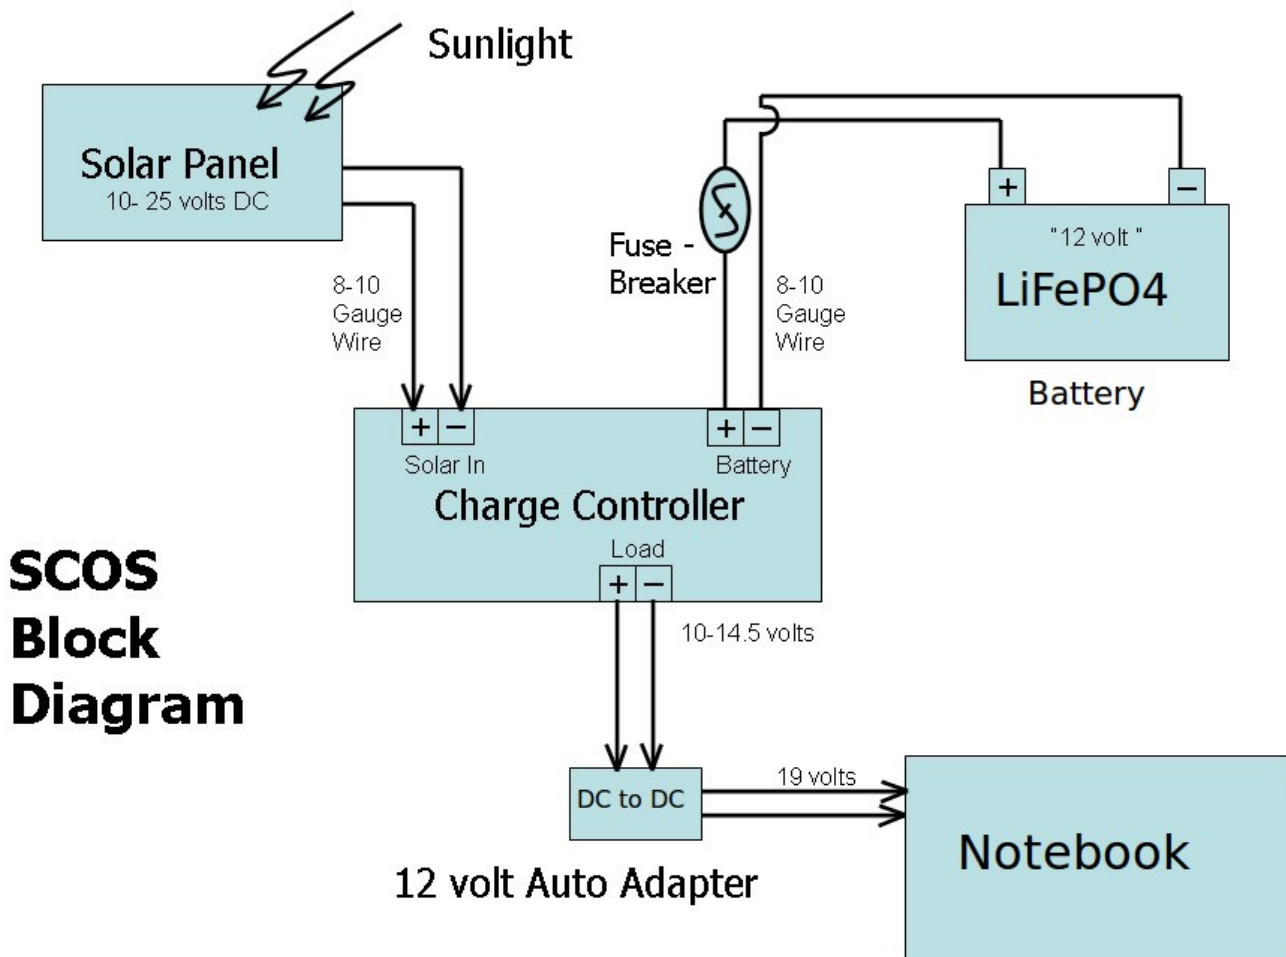 Sunlight
Solar Panel
10- 25 volts DC
+
−
"12 volt "
LiFePO4
Battery
Fuse -
Breaker
8-10
Gauge
Wire
8-10
Gauge
Wire
+ −
Solar In
+ −
Battery
Charge Controller
Load
+ −
10-14.5 volts
SCOS
Block
Diagram
DC to DC
19 volts
12 volt Auto Adapter
Notebook